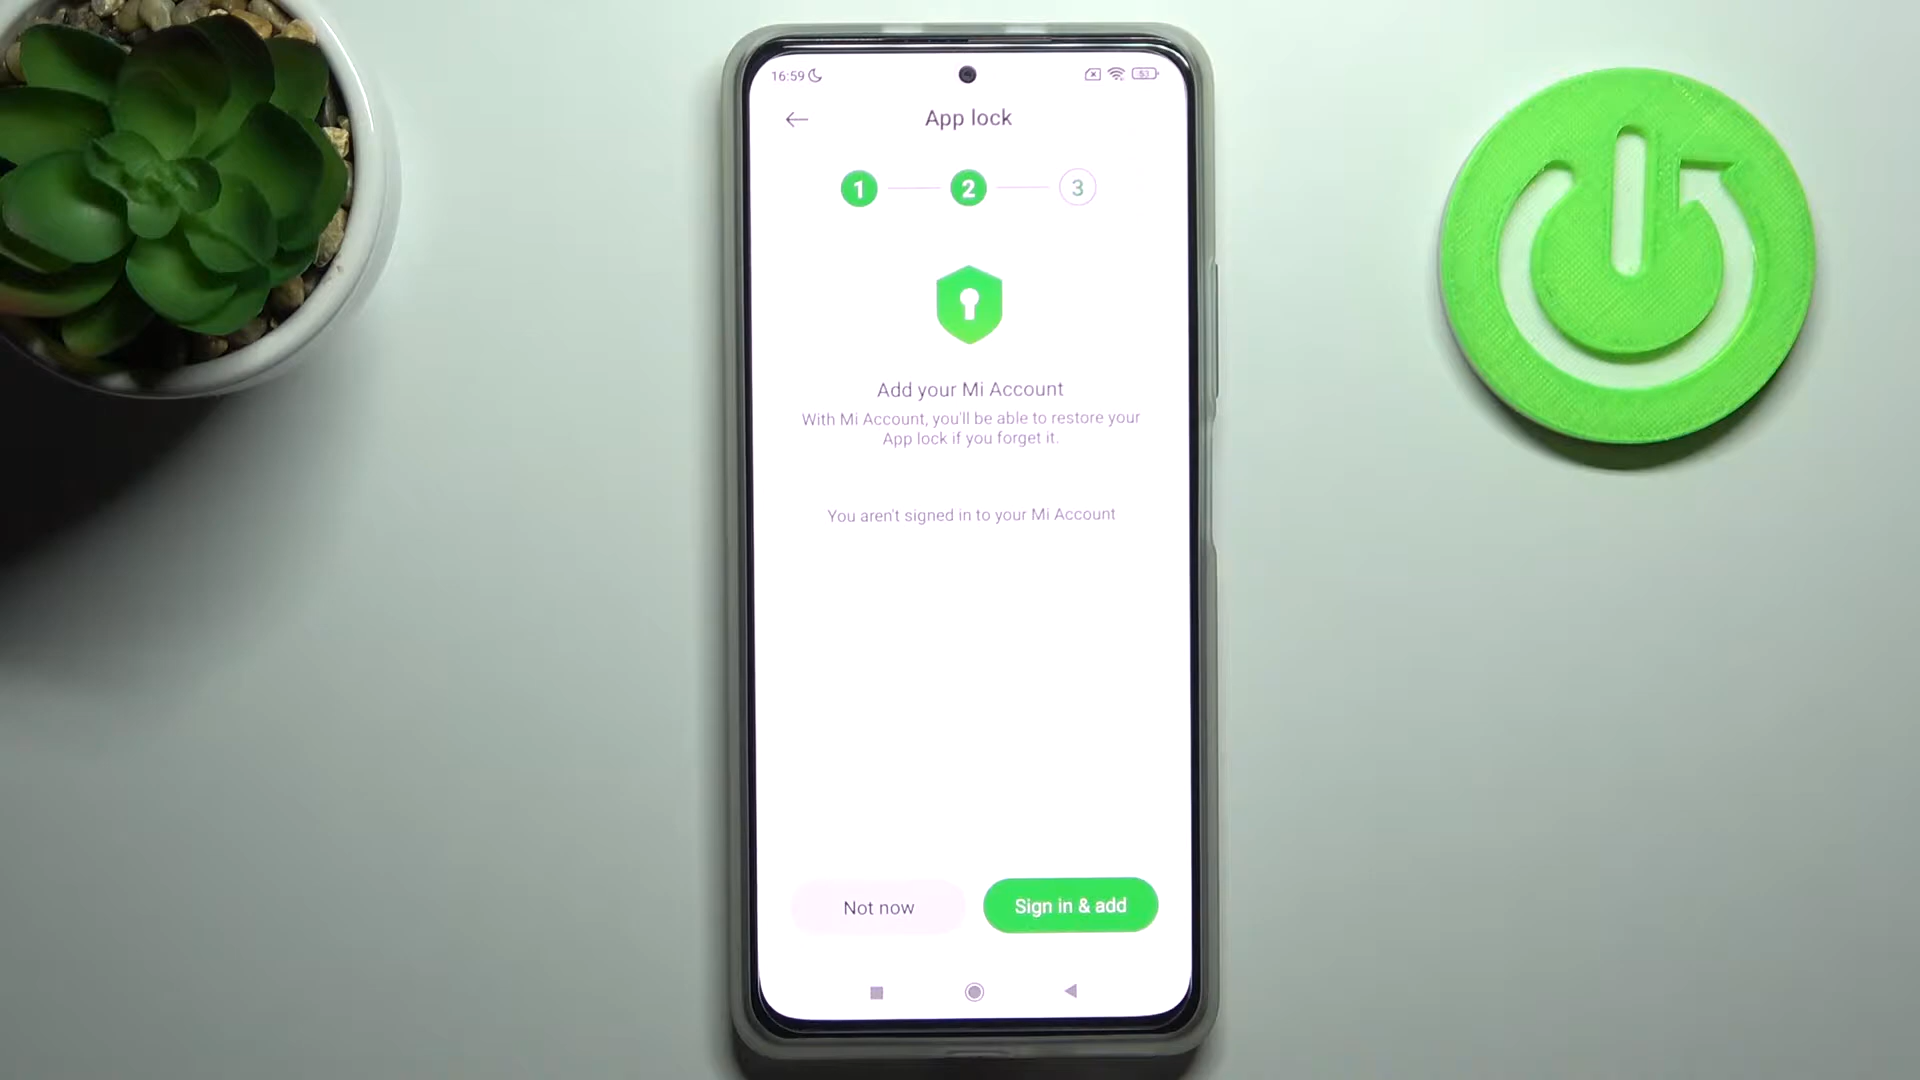 16:59
53
App lock
1
2
3
Add your Mi Account
With Mi Account, you'll be able to restore your
App lock if you forget it.
You aren't signed in to your Mi Account
Not now
Sign in & add